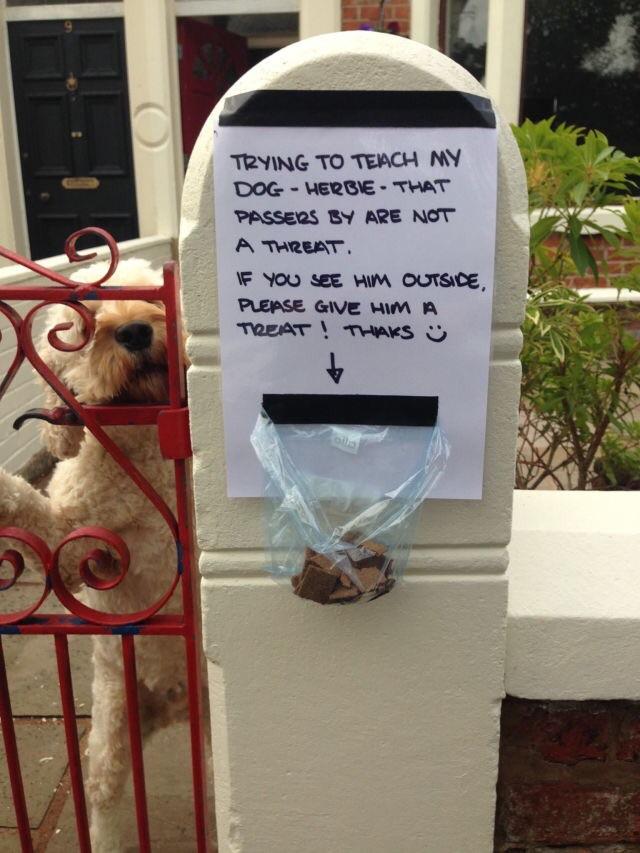 9
TRYING TO TEACH MY
DOG - HERBIE - THAT
PASSERS BY ARE NOT
A THREAT.
IF YOU SEE HIM OUTSIDE,
PLEASE GIVE HIM A
TREAT! THAKS